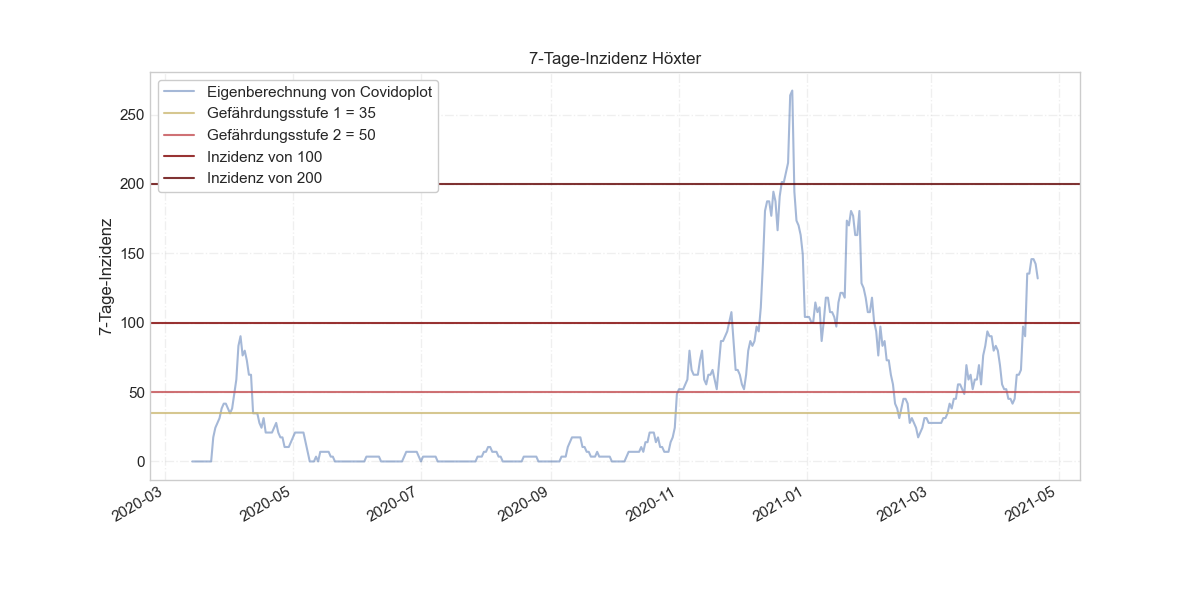 7-Tage-Inzidenz Höxter
Eigenberechnung von Covidoplot
Gefährdungsstufe 1 = 35
Gefährdungsstufe 2 = 50
Inzidenz von 100
Inzidenz von 200
7-Tage-Inzidenz
250
200
150
100
50
0
2020-03
2020-05
2020-07
2020-09
2020-11
2021-01
2021-03
2021-05